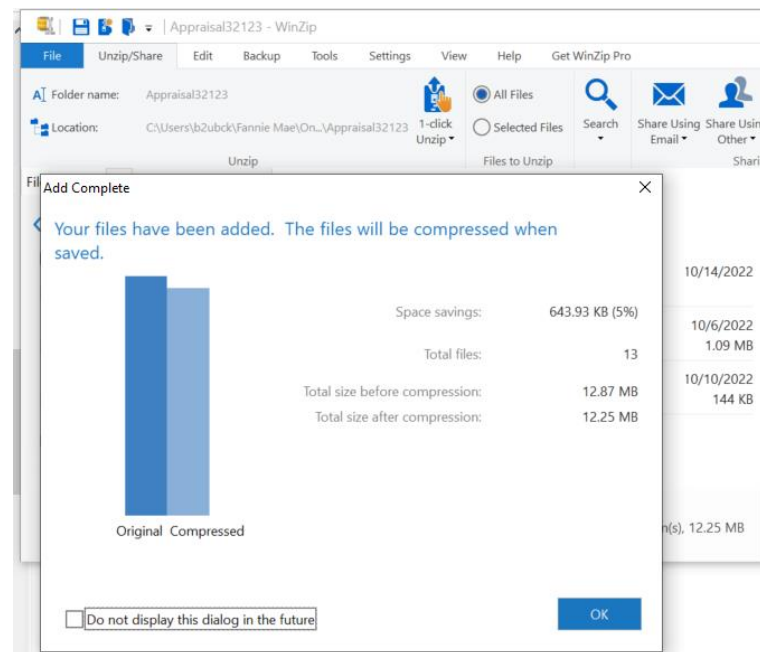 Appraisal32123 - WinZip
File Unzip/Share Edit Backup Tools Settings View Help Get WinZip Pro
Folder name: Appraisal32123
Location: C:\Users\b2ubck\Fannie Mae\On...\Appraisal32123
1-click
Unzip
All Files
Selected Files
Search
Share Using
Email
Share Usin
Other
Unzip
Files to Unzip
Shari
Fil
Add Complete
Your files have been added. The files will be compressed when
saved.
Space savings: 643.93 KB (5%)
Total files: 13
Total size before compression: 12.87 MB
Total size after compression: 12.25 MB
Original Compressed
Do not display this dialog in the future
OK
10/14/2022
10/6/2022
1.09 MB
10/10/2022
144 KB
n(s), 12.25 MB